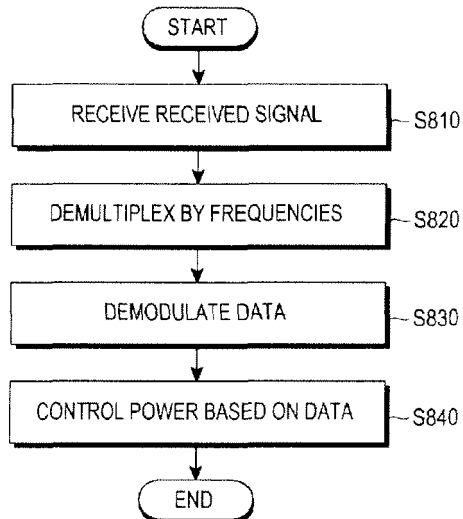 START
RECEIVE RECEIVED SIGNAL
S810
DEMULTIPLEX BY FREQUENCIES
S820
DEMODULATE DATA
S830
CONTROL POWER BASED ON DATA
S840
END